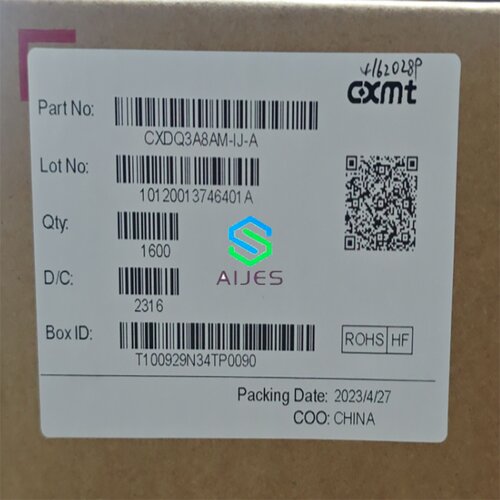 4162028P
cxmt
Part No:
CXDQ3A8AM-IJ-A
Lot No:
10120013746401A
Qty:
1600
AIJES
D/C:
2316
Box ID:
T100929N34TP0090
ROHS HF
Packing Date: 2023/4/27
COO: CHINA